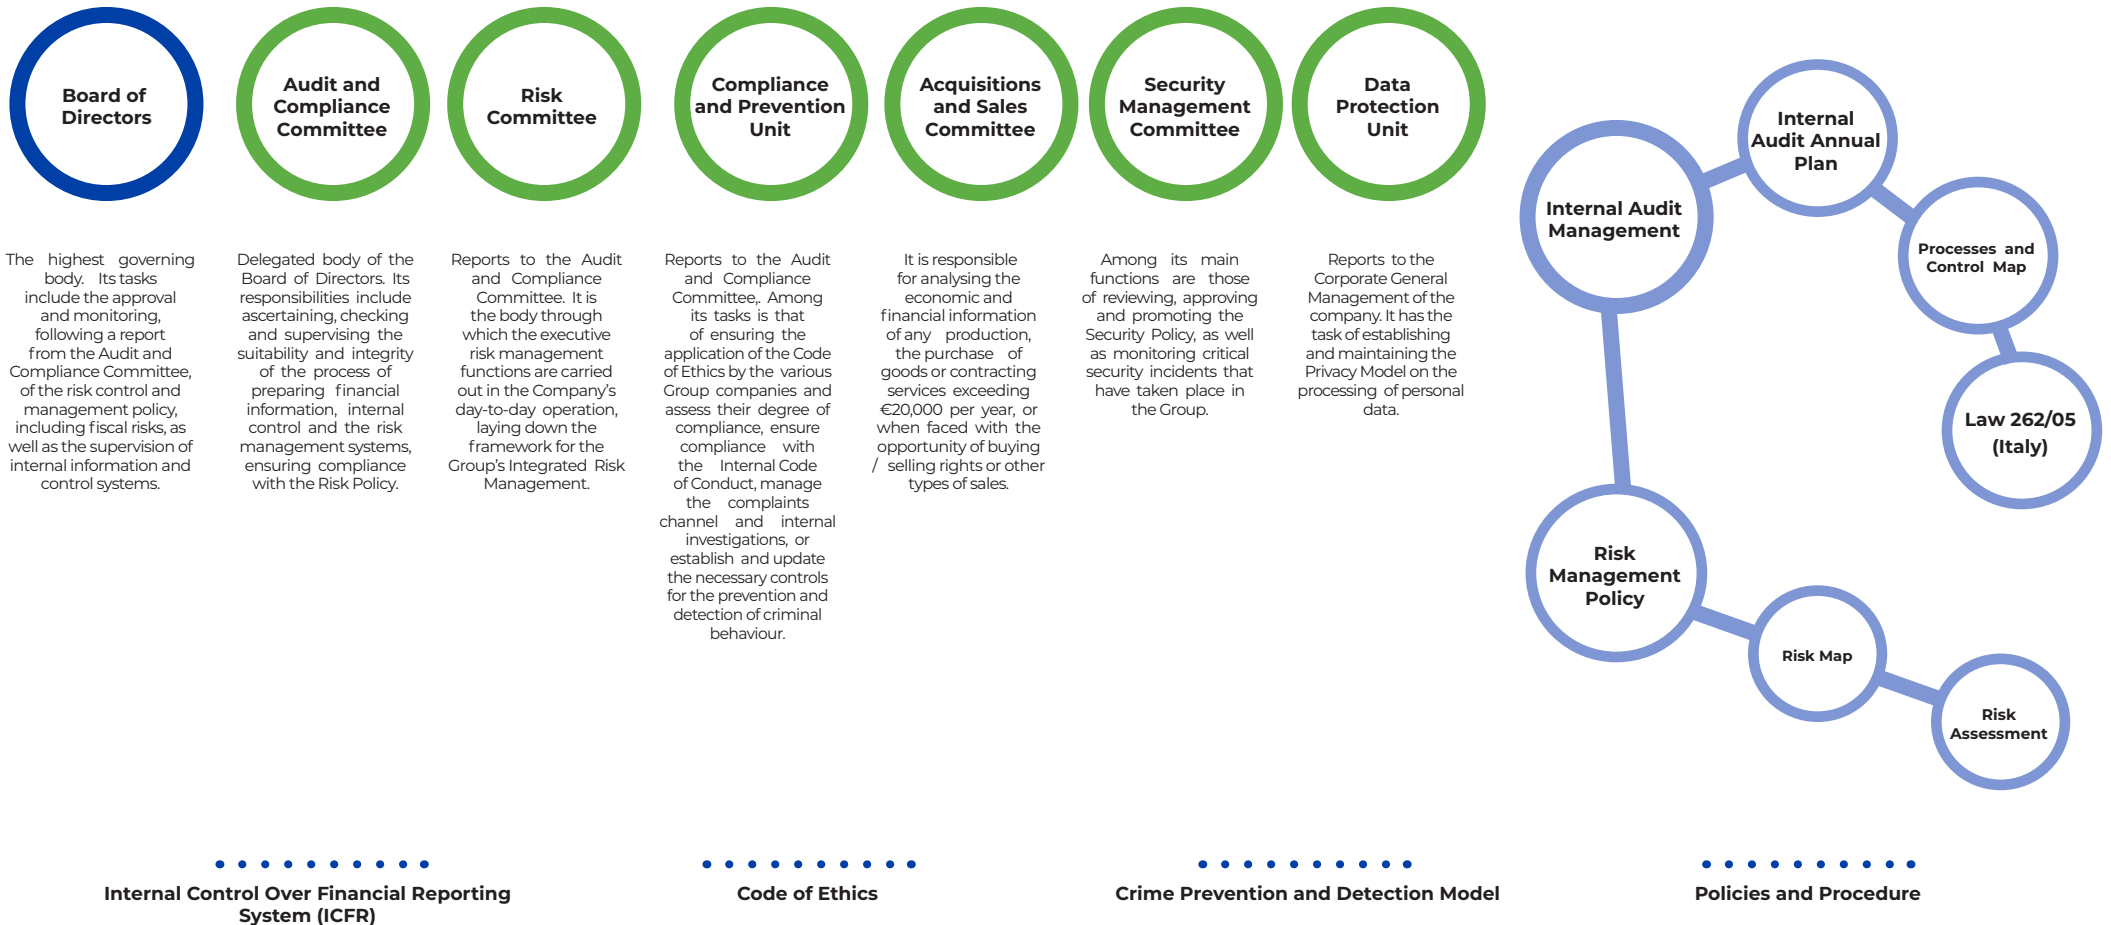 Board of
Directors
Audit and
Compliance
Committee
Risk
Committee
Compliance
and Prevention
Unit
Acquisitions
and Sales
Committee
Security
Management
Committee
Data
Protection
Unit
The highest governing
body. Its tasks
include the approval
and monitoring,
following a report
from the Audit and
Compliance Committee,
of the risk control and
management policy,
including fiscal risks, as
well as the supervision of
internal information and
control systems.
Delegated body of the
Board of Directors. Its
responsibilities include
ascertaining, checking
and supervising the
suitability and integrity
of the process of
preparing financial
information, internal
control and the risk
management systems,
ensuring compliance
with the Risk Policy.
Reports to the Audit
and Compliance
Committee. It is
the body through
which the executive
risk management
functions are carried
out in the Company's
day-to-day operation,
laying down the
framework for the
Group's Integrated Risk
Management.
Reports to the Audit
and Compliance
Committee,. Among
its tasks is that
of ensuring the
application of the Code
of Ethics by the various
Group companies and
assess their degree of
compliance, ensure
compliance with
the Internal Code
of Conduct, manage
the complaints
channel and internal
investigations, or
establish and update
the necessary controls
for the prevention and
detection of criminal
behaviour.
It is responsible
for analysing the
economic and
financial information
of any production,
the purchase of
goods or contracting
services exceeding
€20,000 per year, or
when faced with the
opportunity of buying
/ selling rights or other
types of sales.
Among its main
functions are those
of reviewing, approving
and promoting the
Security Policy, as well
as monitoring critical
security incidents that
have taken place in
the Group.
Reports to the
Corporate General
Management of the
company. It has the
task of establishing
and maintaining the
Privacy Model on the
processing of personal
data.
Internal Audit
Management
Internal
Audit Annual
Plan
Processes and
Control Map
Law 262/05
(Italy)
Risk
Management
Policy
Risk Map
Risk
Assessment
Internal Control Over Financial Reporting
System (ICFR)
Code of Ethics
Crime Prevention and Detection Model
Policies and Procedure